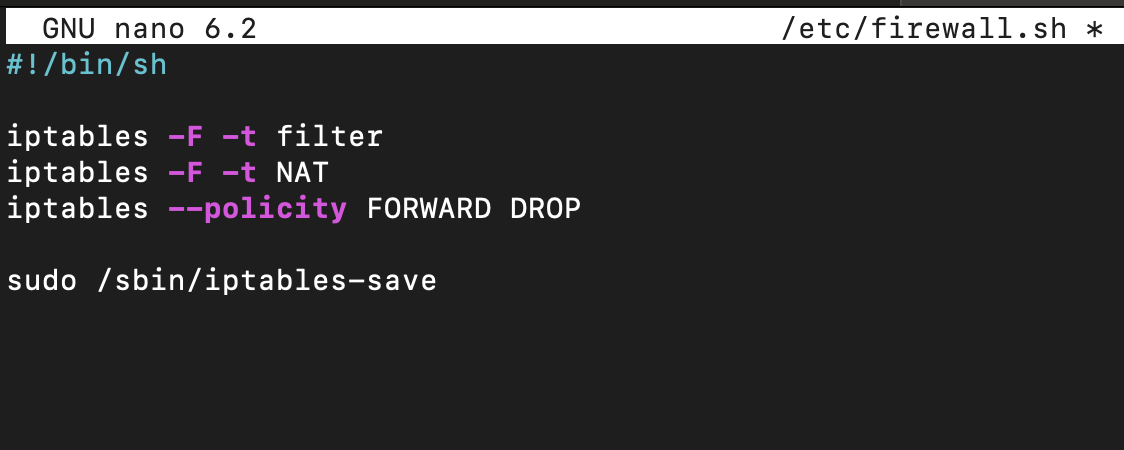 GNU nano 6.2 /etc/firewall.sh *
#!/bin/sh
iptables -F -t filter
iptables -F -t NAT
iptables --policity FORWARD DROP
sudo /sbin/iptables-save